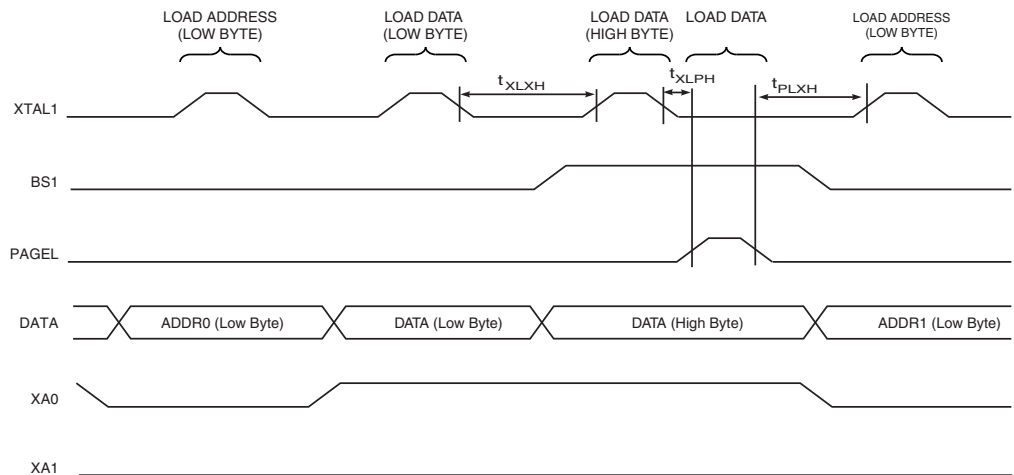 LOAD ADDRESS
(LOW BYTE)
LOAD DATA
(LOW BYTE)
LOAD DATA
(HIGH BYTE)
LOAD DATA
LOAD ADDRESS
(LOW BYTE)
tXLXH
tXLPH
tPLXH
XTAL1
BS1
PAGEL
DATA
ADDR0 (Low Byte)
DATA (Low Byte)
DATA (High Byte)
ADDR1 (Low Byte)
XA0
XA1